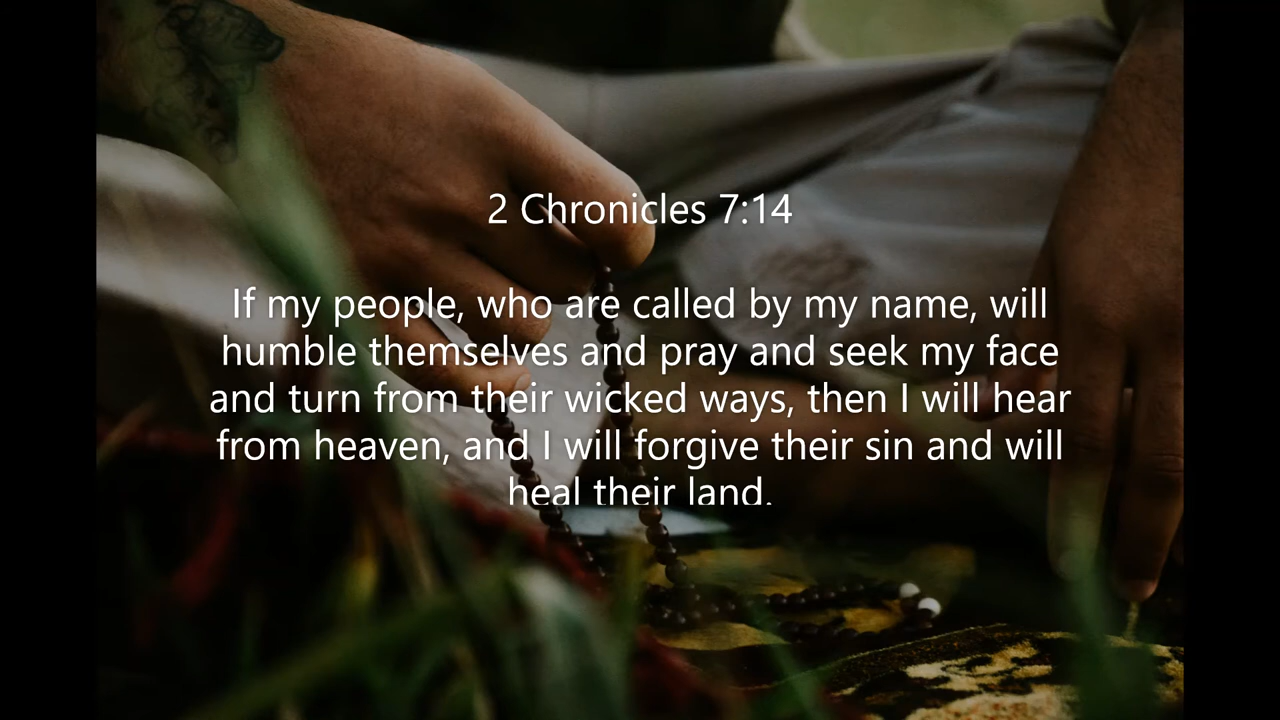 2 Chronicles 7:14
If my people, who are called by my name, will
humble themselves and pray and seek my face
and turn from their wicked ways, then I will hear
from heaven, and I will forgive their sin and will
heal their land.